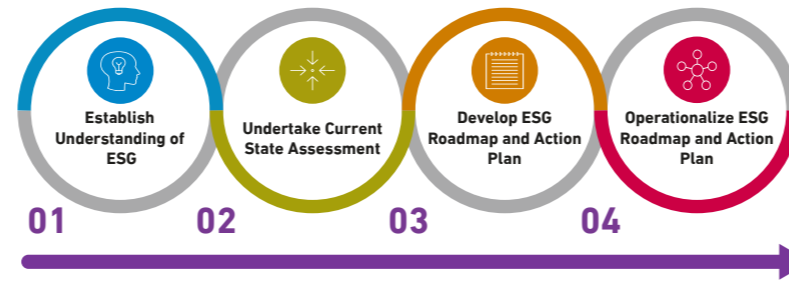 Establish
Understanding of
ESG
Undertake Current
State Assessment
Develop ESG
Roadmap and Action
Plan
Operationalize ESG
Roadmap and Action
Plan
01
02
03
04